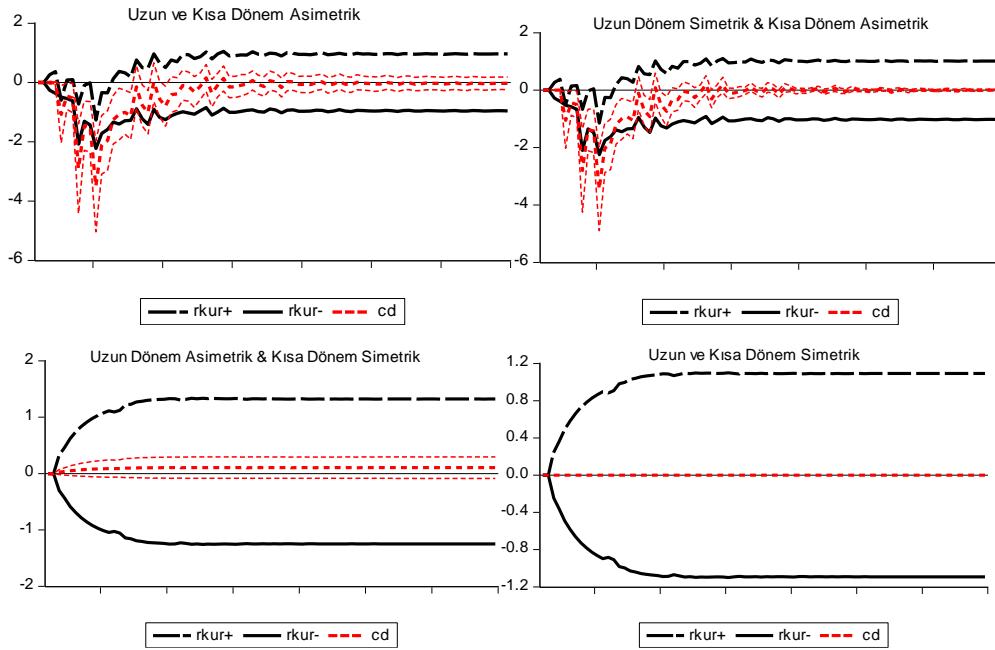 Uzun ve Kısa Dönem Asimetrik
2
0
-2
-4
-6
rkur+ rkur- cd
Uzun Dönem Simetrik & Kısa Dönem Asimetrik
2
0
-2
-4
-6
rkur+ rkur- cd
Uzun Dönem Asimetrik & Kısa Dönem Simetrik
2
1
0
-1
-2
rkur+ rkur- cd
Uzun ve Kısa Dönem Simetrik
1.2
0.8
0.4
0.0
-0.4
-0.8
-1.2
rkur+ rkur- cd